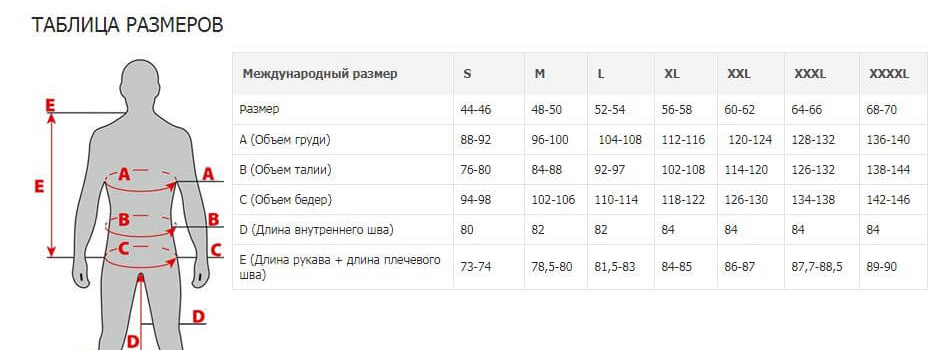 ТАБЛИЦА РАЗМЕРОВ
Международный размер S M L XL XXL XXXL XXXXL
Размер 44-46 48-50 52-54 56-58 60-62 64-66 68-70
A (Объем груди) 88-92 96-100 104-108 112-116 120-124 128-132 136-140
B (Объем талии) 76-80 84-88 92-97 102-108 114-120 126-132 138-144
C (Объем бедер) 94-98 102-106 110-114 118-122 126-130 134-138 142-146
D (Длина внутреннего шва) 80 82 82 84 84 84 84
E (Длина рукава + длина плечевого
шва) 73-74 78,5-80 81,5-83 84-85 86-87 87,7-88,5 89-90
E
A A
E
B B
C C
D
D